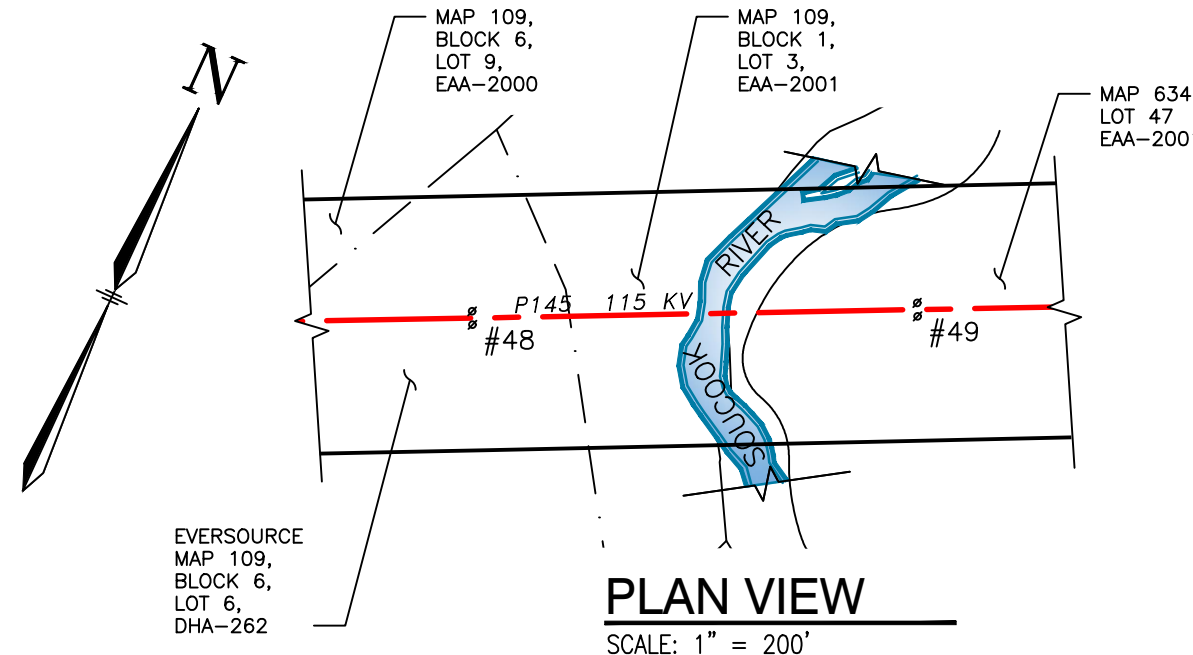 MAP 109,
BLOCK 6,
LOT 9,
EAA-2000
MAP 109,
BLOCK 1,
LOT 3,
EAA-2001
MAP 634
LOT 47
EAA-200
N
RIVER
P145 115 KV
#48
#49
SOUCOOK
EVERSOURCE
MAP 109,
BLOCK 6,
LOT 6,
DHA-262
PLAN VIEW
SCALE: 1" = 200'